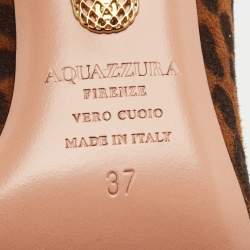 AQUAZZURA
FIRENZE
VERO CUOIO
MADE IN ITALY
37